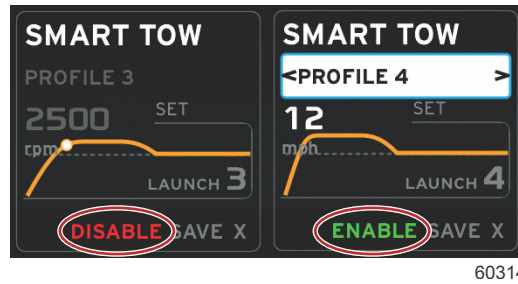 SMART TOW
PROFILE 3
2500
SET
rpm
LAUNCH 3
DISABLE SAVE X
SMART TOW
<PROFILE 4 >
12
SET
mph
LAUNCH 4
ENABLE SAVE X
60314